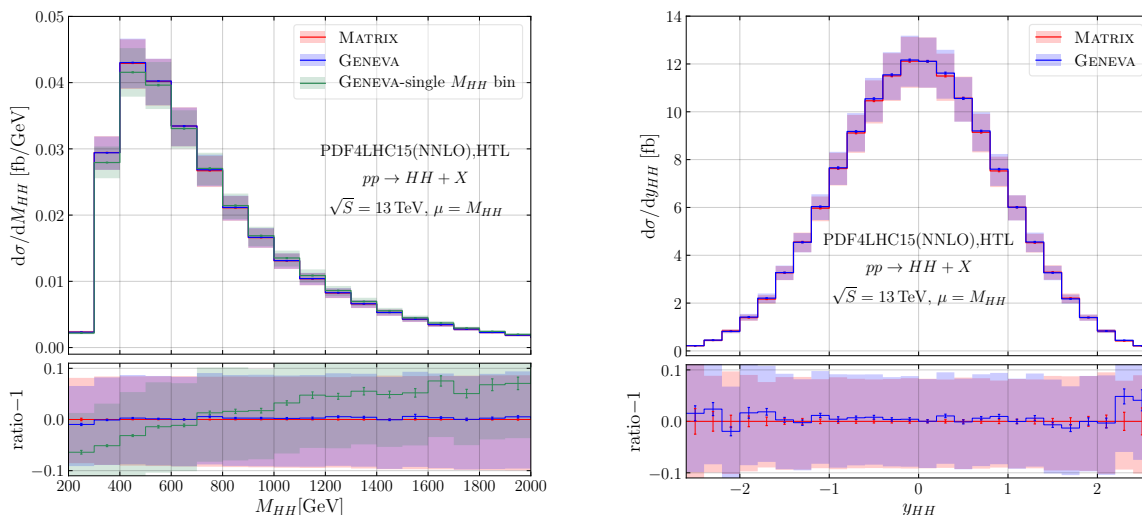 0.05
0.04
0.03
0.02
0.01
0.00
dσ/dM_HH [fb/GeV]
MATRIX
GENEVA
GENEVA-single M_HH bin
PDF4LHC15(NNLO),HTL
pp → HH + X
√S = 13 TeV, μ = M_HH
0.1
0.0
−0.1
ratio−1
200 400 600 800 1000 1200 1400 1600 1800 2000
M_HH[GeV]
14
12
10
8
6
4
2
0
dσ/dy_HH [fb]
MATRIX
GENEVA
PDF4LHC15(NNLO),HTL
pp → HH + X
√S = 13 TeV, μ = M_HH
0.1
0.0
−0.1
ratio−1
−2 −1 0 1 2
y_HH